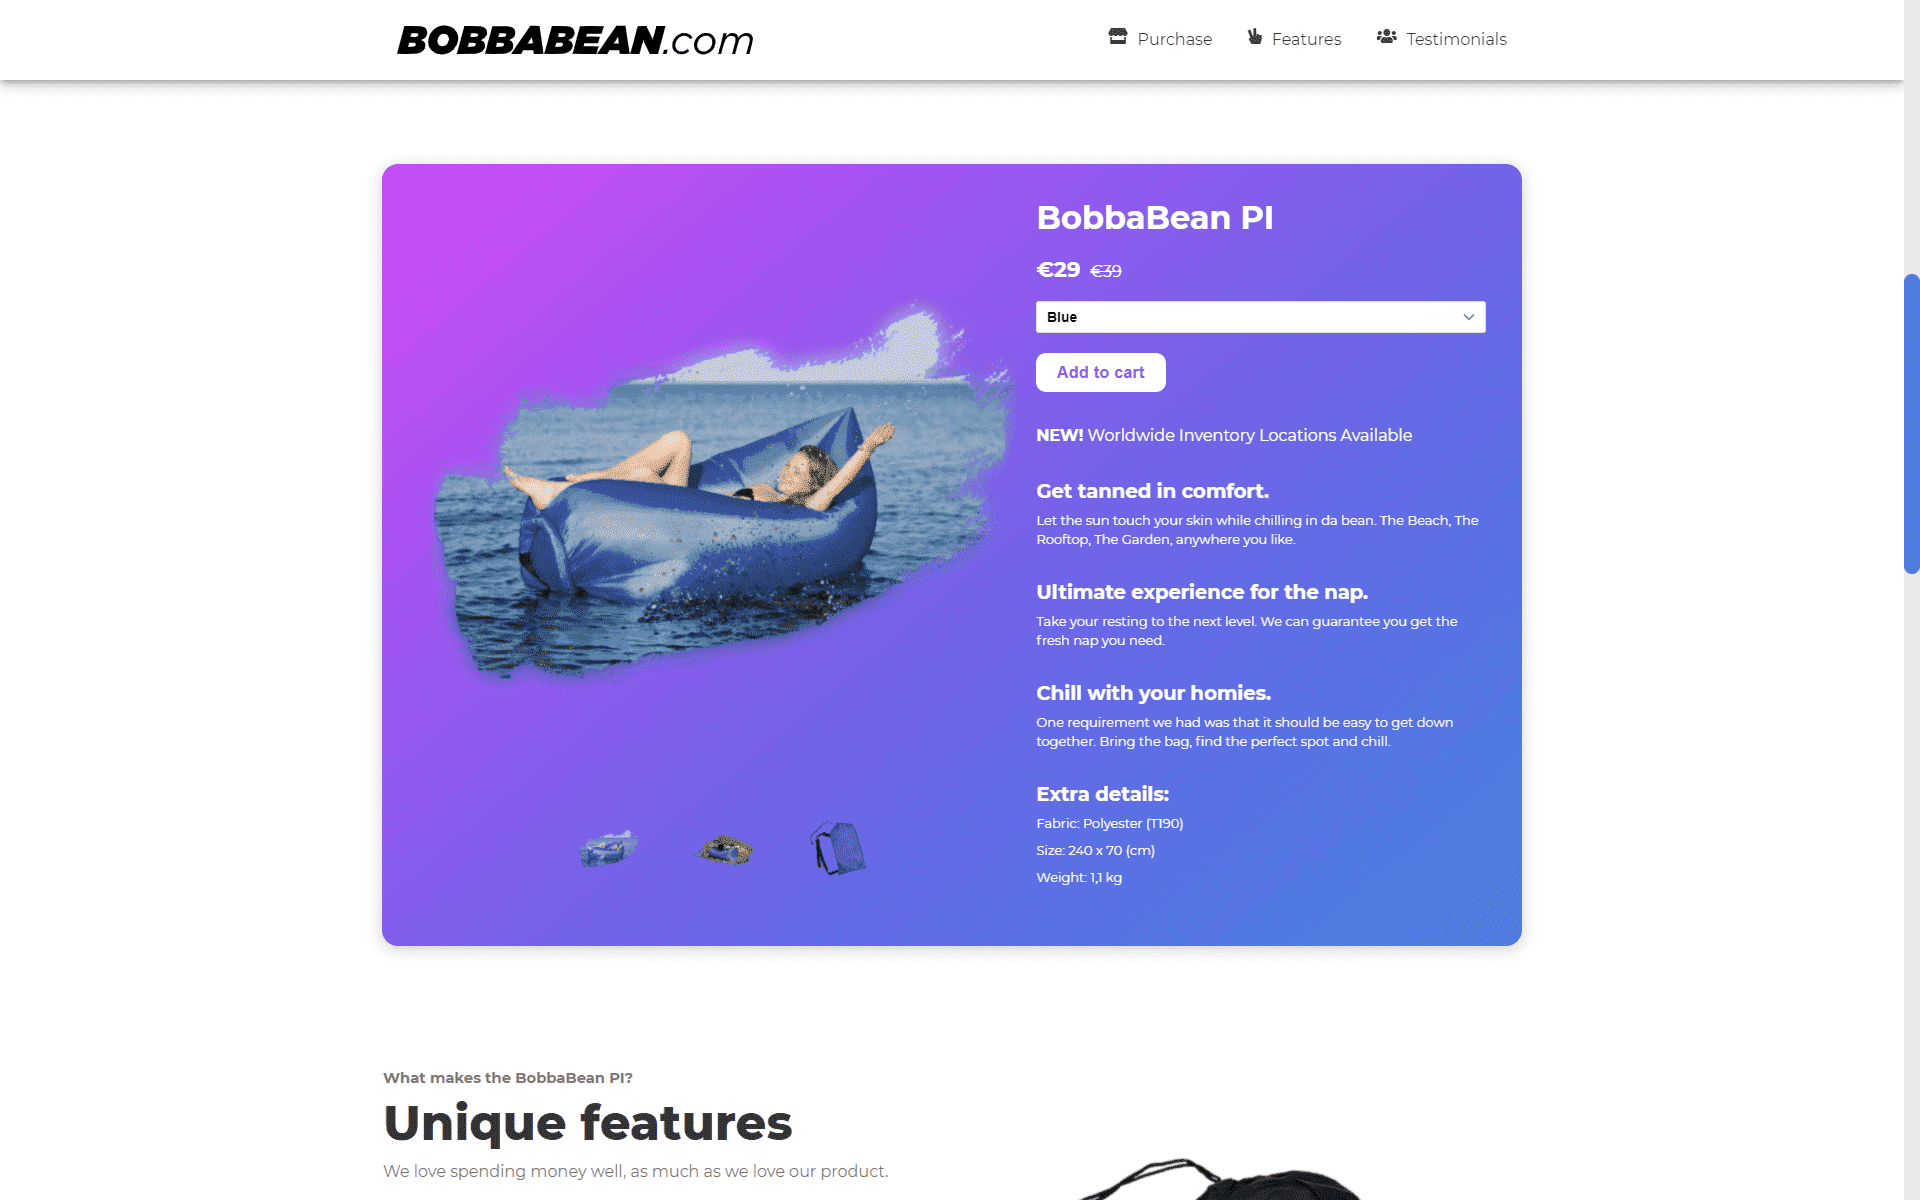 BOBBABEAN.com
Purchase
Features
Testimonials
BobbaBean PI
€29 €39
Blue
Add to cart
NEW! Worldwide Inventory Locations Available
Get tanned in comfort.
Let the sun touch your skin while chilling in da bean. The Beach, The
Rooftop, The Garden, anywhere you like.
Ultimate experience for the nap.
Take your resting to the next level. We can guarantee you get the
fresh nap you need.
Chill with your homies.
One requirement we had was that it should be easy to get down
together. Bring the bag, find the perfect spot and chill.
Extra details:
Fabric: Polyester (T190)
Size: 240 x 70 (cm)
Weight: 1,1 kg
What makes the BobbaBean PI?
Unique features
We love spending money well, as much as we love our product.